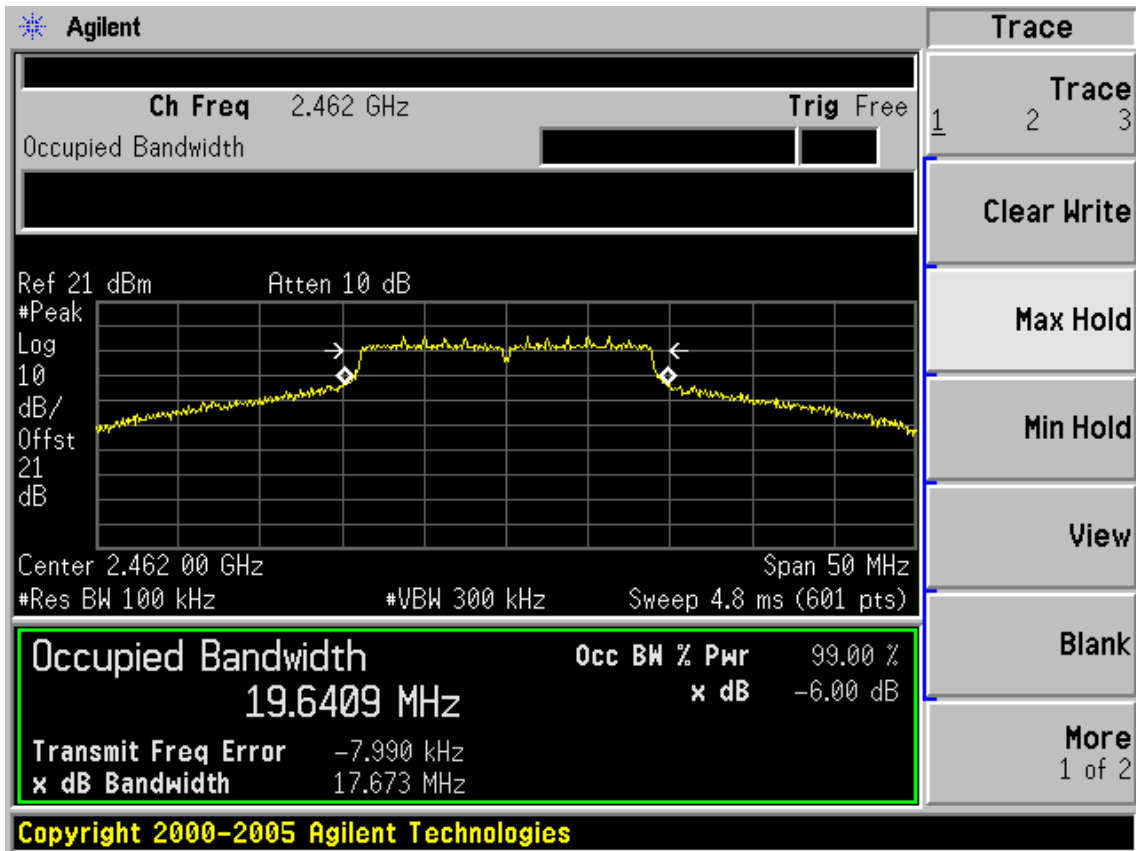 Agilent
Ch Freq 2.462 GHz Trig Free
Occupied Bandwidth
Ref 21 dBm Atten 10 dB
#Peak
Log
10
dB/
Offst
21
dB
Center 2.462 00 GHz Span 50 MHz
#Res BW 100 kHz #VBW 300 kHz Sweep 4.8 ms (601 pts)
Occupied Bandwidth
19.6409 MHz
Occ BW % Pwr 99.00 %
x dB -6.00 dB
Transmit Freq Error -7.990 kHz
x dB Bandwidth 17.673 MHz
Copyright 2000-2005 Agilent Technologies
Trace
Trace
1 2 3
Clear Write
Max Hold
Min Hold
View
Blank
More
1 of 2